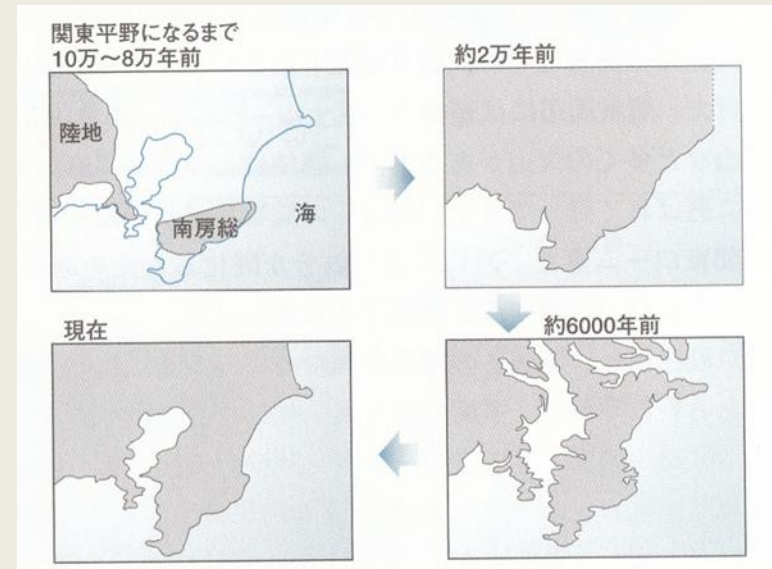 関東平野になるまで
10万～8万年前
陸地
南房総
海
約2万年前
約6000年前
現在